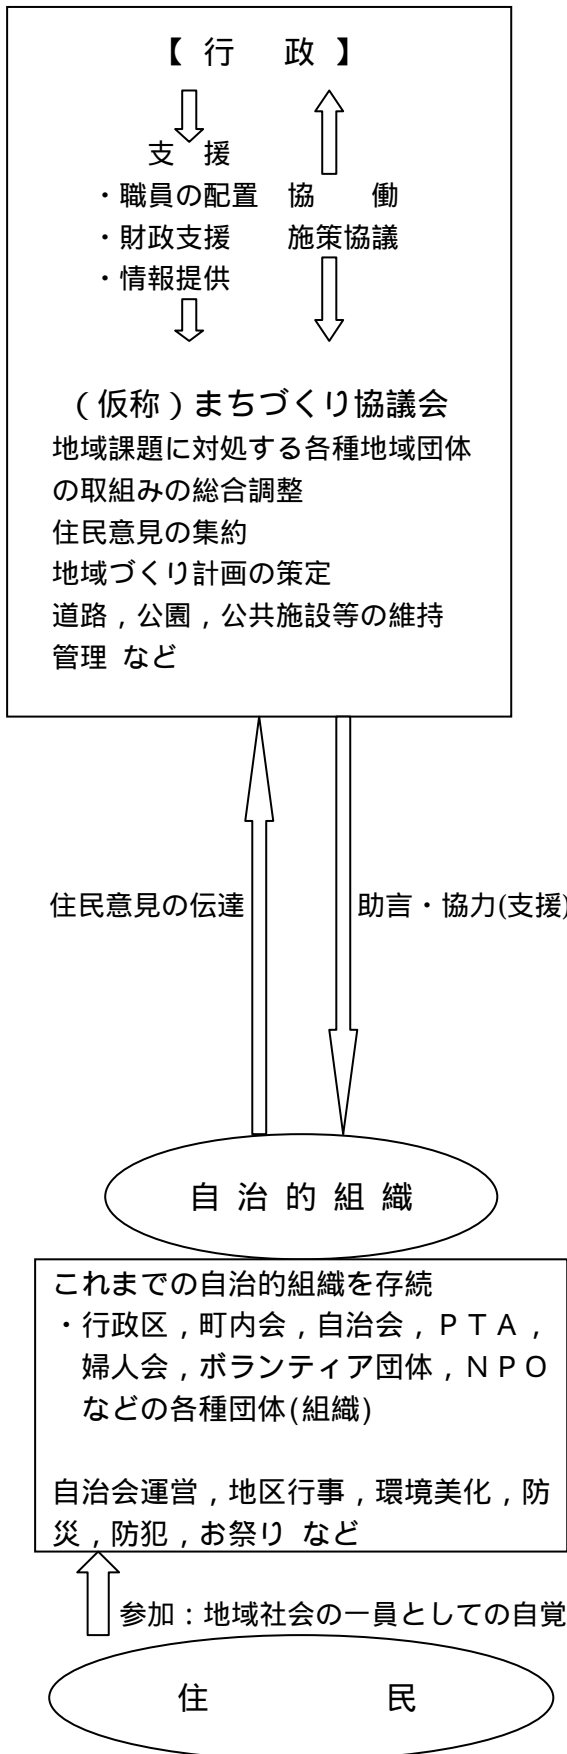 【 行　政 】
支　援
・職員の配置　協　　働
・財政支援　　施策協議
・情報提供
（仮称）まちづくり協議会
地域課題に対処する各種地域団体
の取組みの総合調整
住民意見の集約
地域づくり計画の策定
道路，公園，公共施設等の維持
管理 など
住民意見の伝達　助言・協力(支援)
自 治 的 組 織
これまでの自治的組織を存続
・行政区，町内会，自治会，ＰＴＡ，
婦人会，ボランティア団体，ＮＰＯ
などの各種団体(組織)
自治会運営，地区行事，環境美化，防
災，防犯，お祭り など
参加：地域社会の一員としての自覚
住　　　民